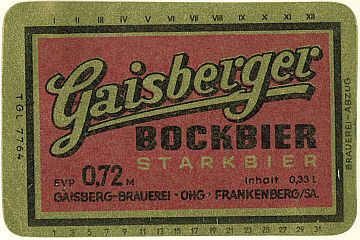 I II III IV V VI VII VIII IX X XI XII
TGL 7764
Gaisberger
BOCKBIER
STARKBIER
EVP 0,72 M Inhalt 0,33 L
GAISBERG-BRAUEREI · OHG · FRANKENBERG/SA.
BRAUEREI-ABZUG
1 3 5 7 9 11 13 15 17 19 21 23 25 27 29 31